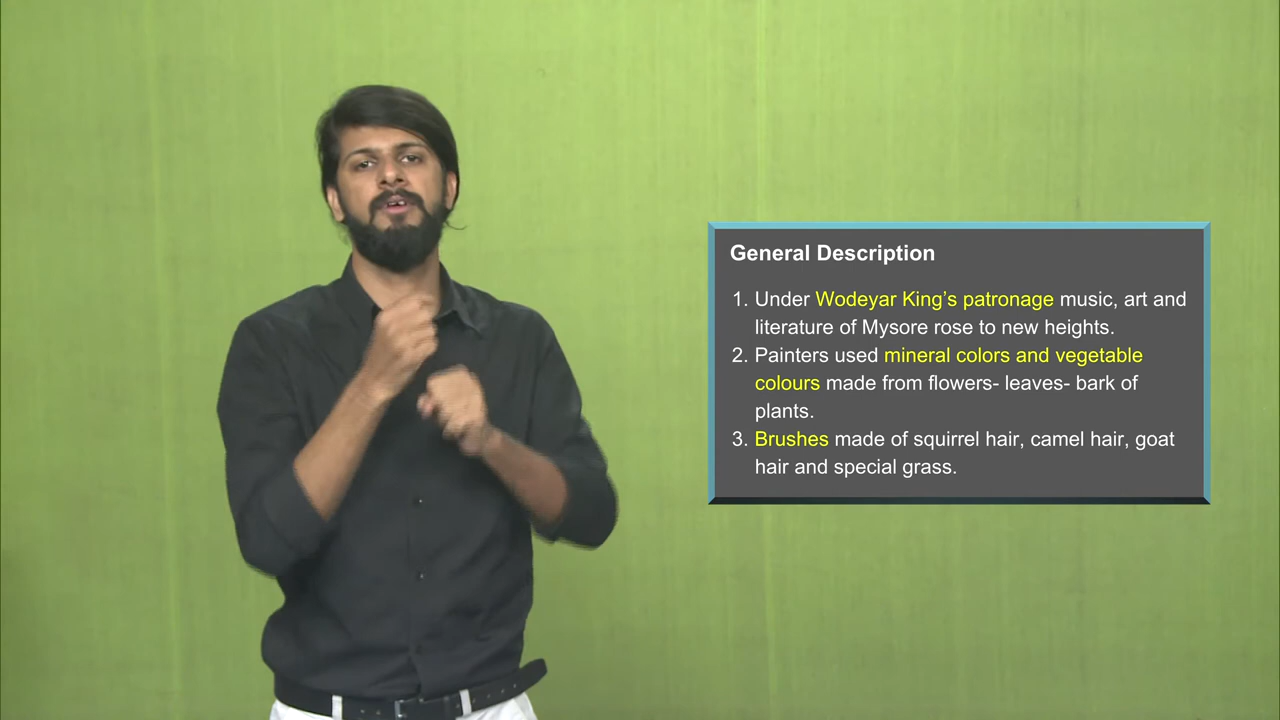 General Description
1. Under Wodeyar King's patronage music, art and
literature of Mysore rose to new heights.
2. Painters used mineral colors and vegetable
colours made from flowers- leaves- bark of
plants.
3. Brushes made of squirrel hair, camel hair, goat
hair and special grass.